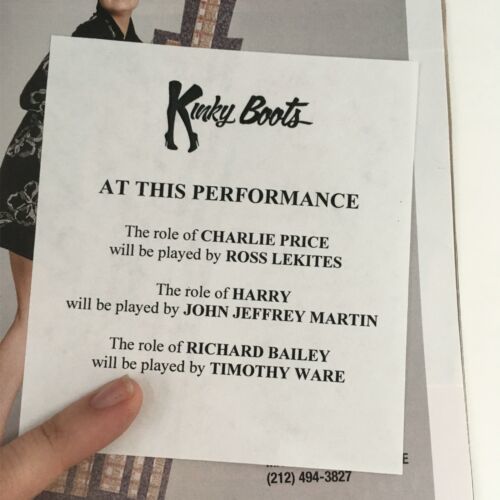 Kinky Boots
AT THIS PERFORMANCE
The role of CHARLIE PRICE
will be played by ROSS LEKITES
The role of HARRY
will be played by JOHN JEFFREY MARTIN
The role of RICHARD BAILEY
will be played by TIMOTHY WARE
(212) 494-3827